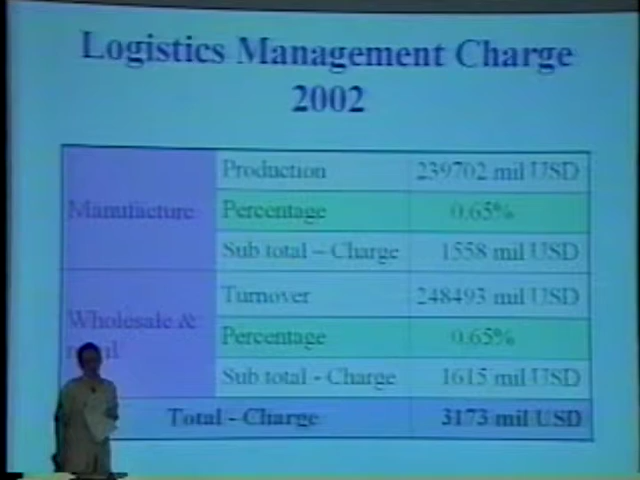 Logistics Management Charge
2002
Manufacture
Production 239702 mil USD
Percentage 0.65%
Sub total – Charge 1558 mil USD
Wholesale &
Turnover 248493 mil USD
Percentage 0.65%
Sub total - Charge 1615 mil USD
Total - Charge 3173 mil USD